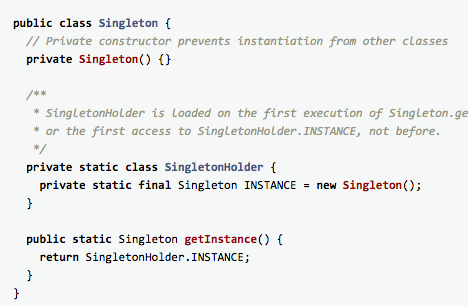 public class Singleton {
// Private constructor prevents instantiation from other classes
private Singleton() {}
/**
* SingletonHolder is loaded on the first execution of Singleton.ge
* or the first access to SingletonHolder.INSTANCE, not before.
*/
private static class SingletonHolder {
private static final Singleton INSTANCE = new Singleton();
}
public static Singleton getInstance() {
return SingletonHolder.INSTANCE;
}
}